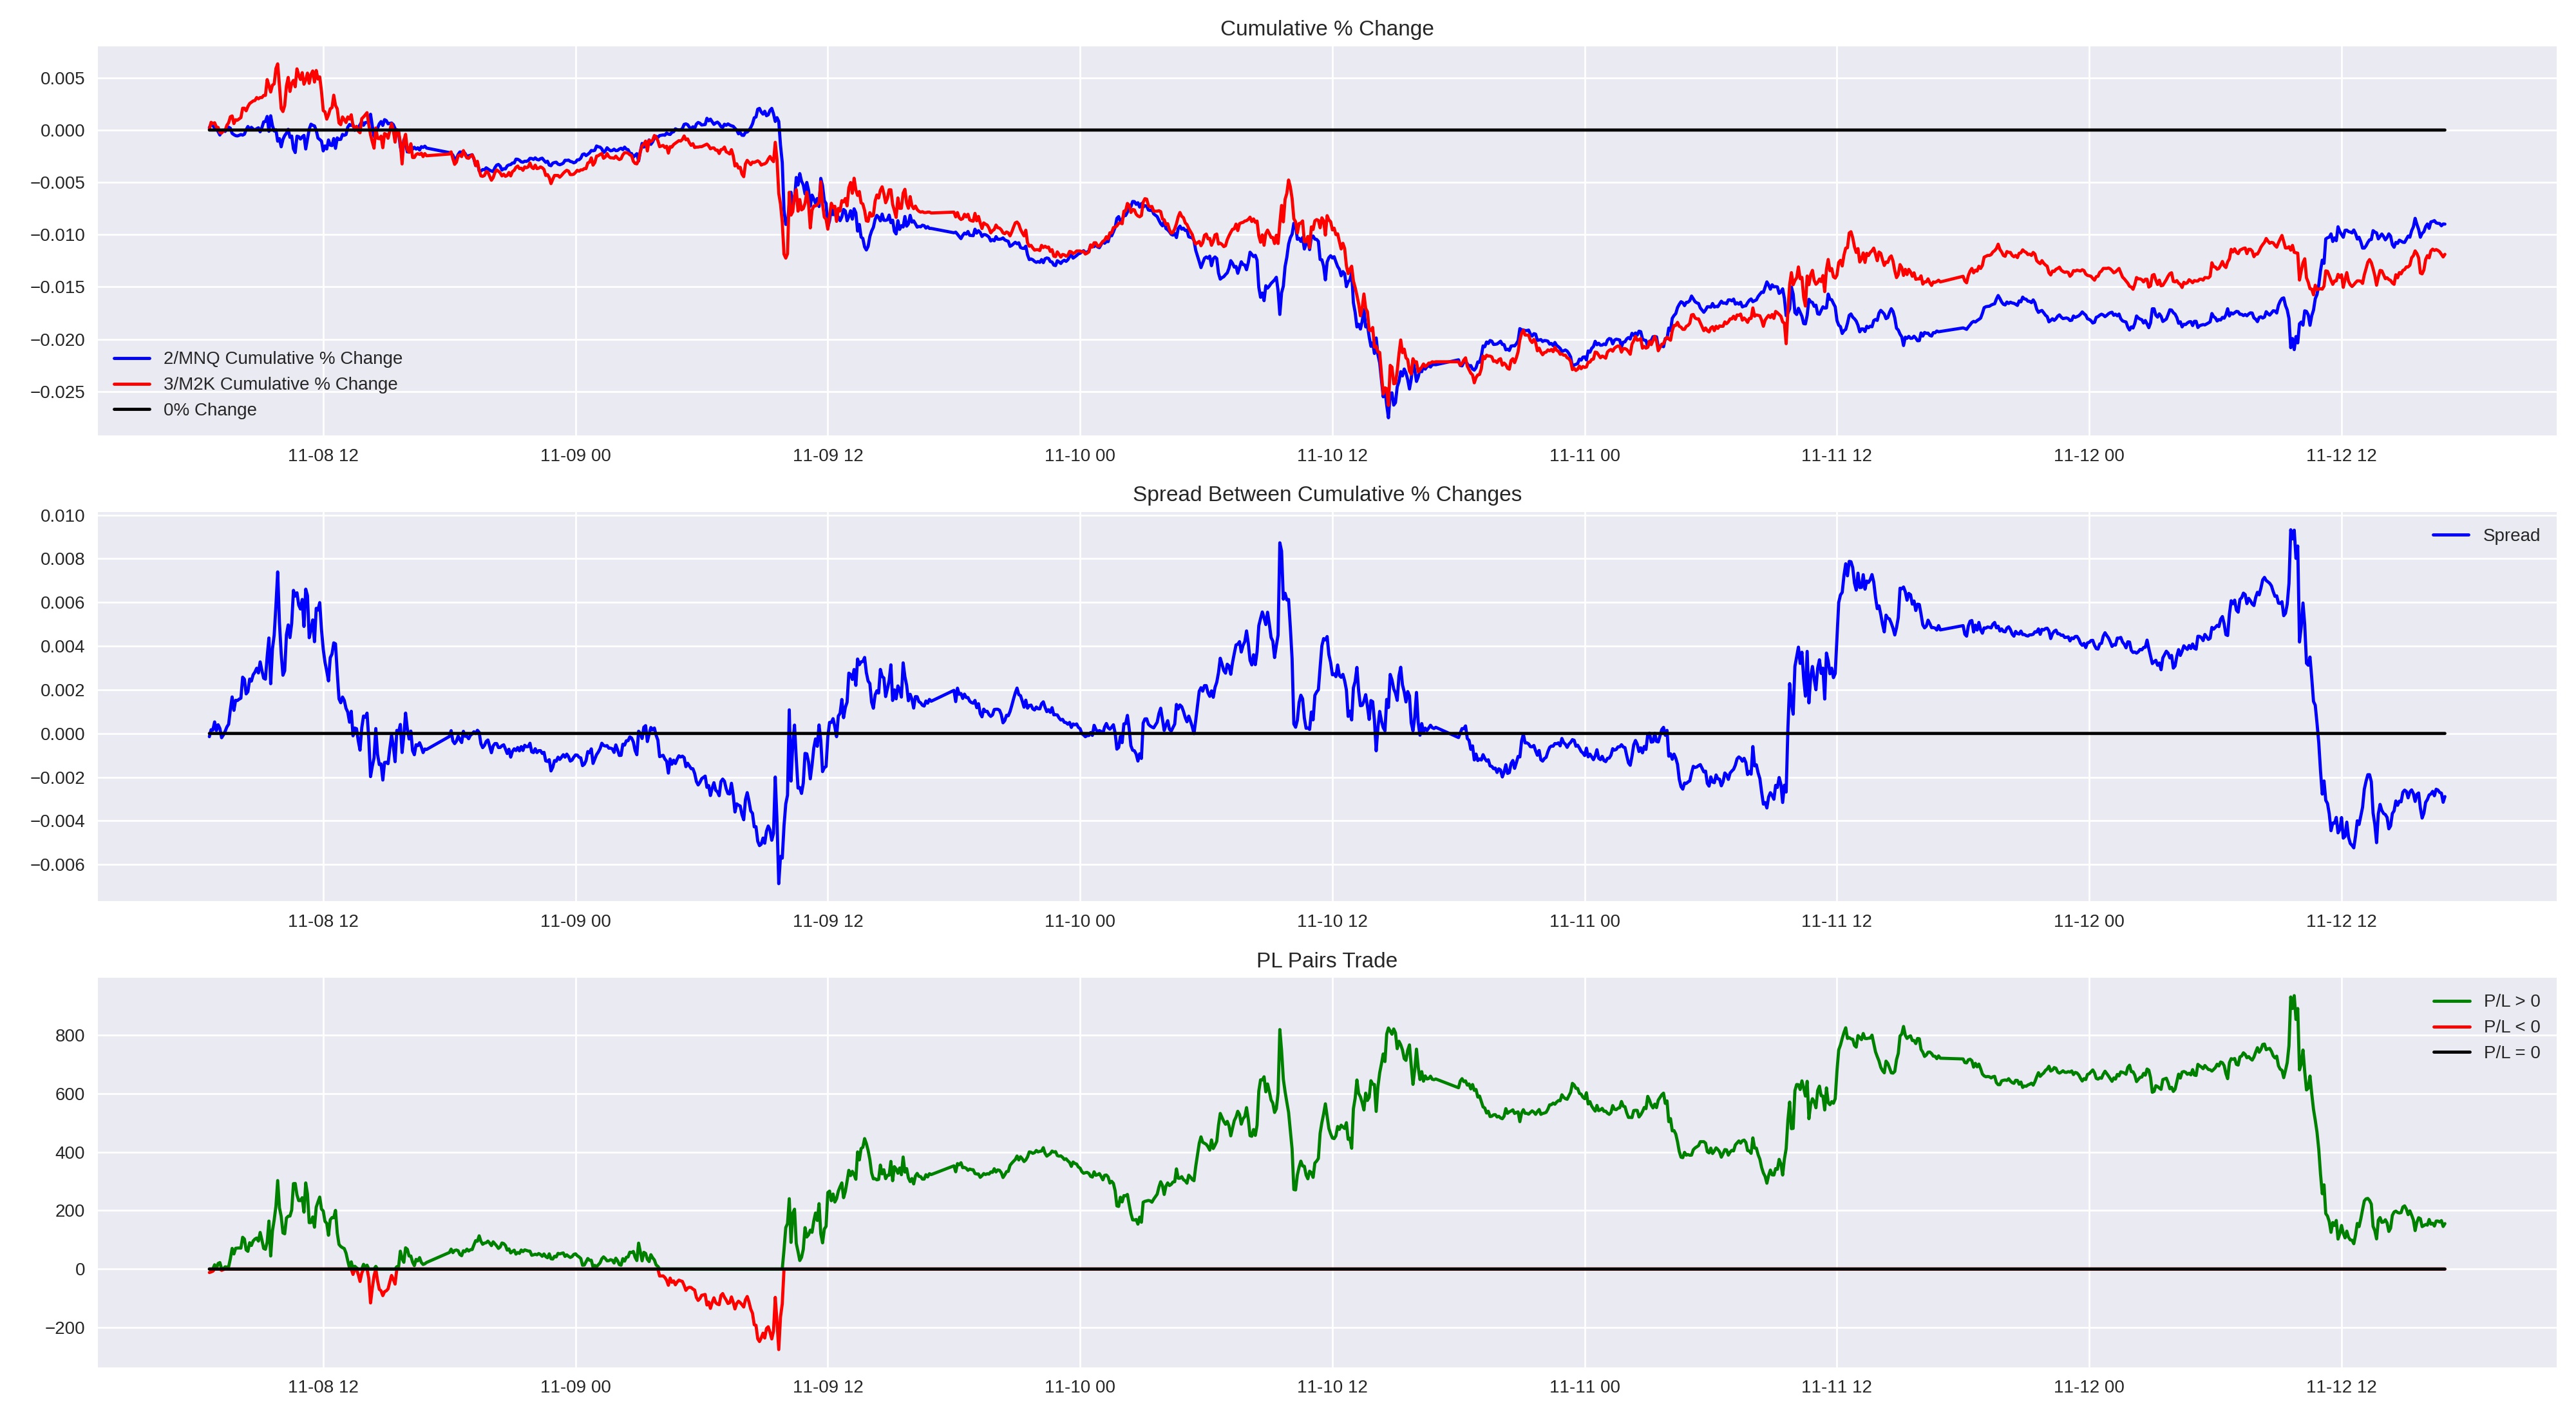 Cumulative % Change
0.005
0.000
−0.005
−0.010
−0.015
−0.020
−0.025
2/MNQ Cumulative % Change
3/M2K Cumulative % Change
0% Change
11-08 12 11-09 00 11-09 12 11-10 00 11-10 12 11-11 00 11-11 12 11-12 00 11-12 12
Spread Between Cumulative % Changes
0.010
0.008
0.006
0.004
0.002
0.000
−0.002
−0.004
−0.006
Spread
11-08 12 11-09 00 11-09 12 11-10 00 11-10 12 11-11 00 11-11 12 11-12 00 11-12 12
PL Pairs Trade
800
600
400
200
0
−200
P/L > 0
P/L < 0
P/L = 0
11-08 12 11-09 00 11-09 12 11-10 00 11-10 12 11-11 00 11-11 12 11-12 00 11-12 12